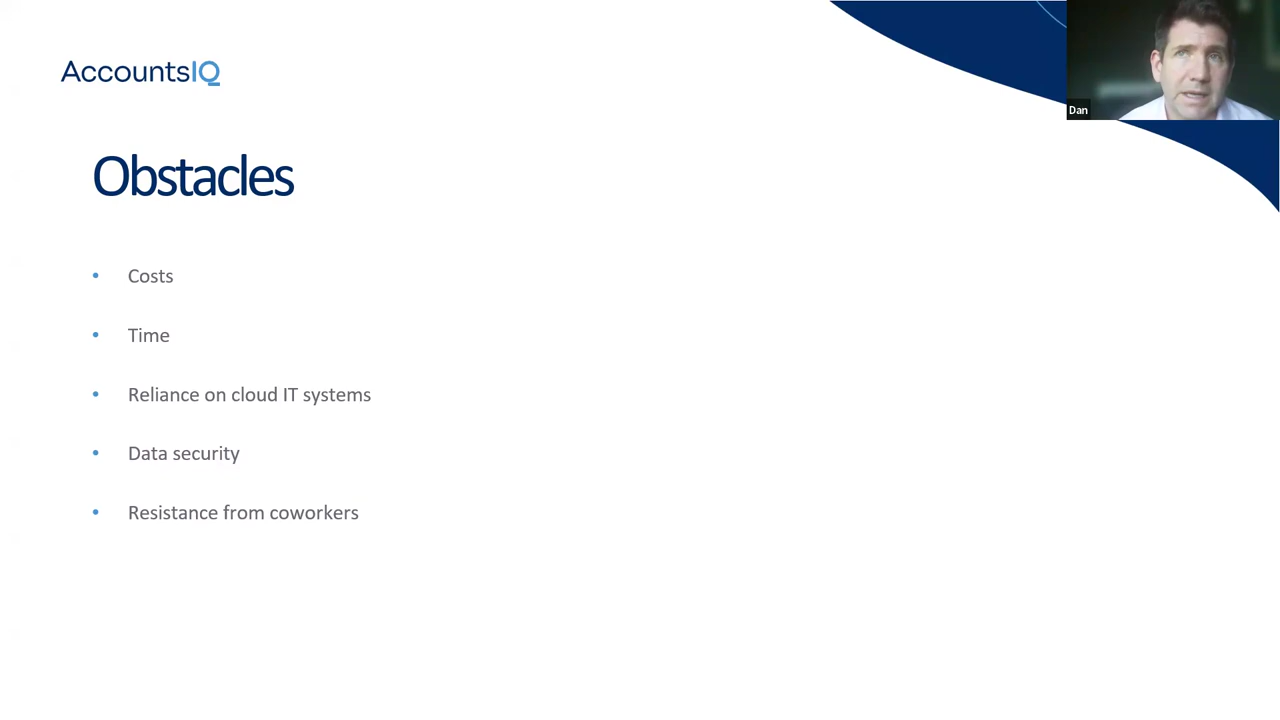 AccountsIQ
Dan
Obstacles
• Costs
• Time
• Reliance on cloud IT systems
• Data security
• Resistance from coworkers